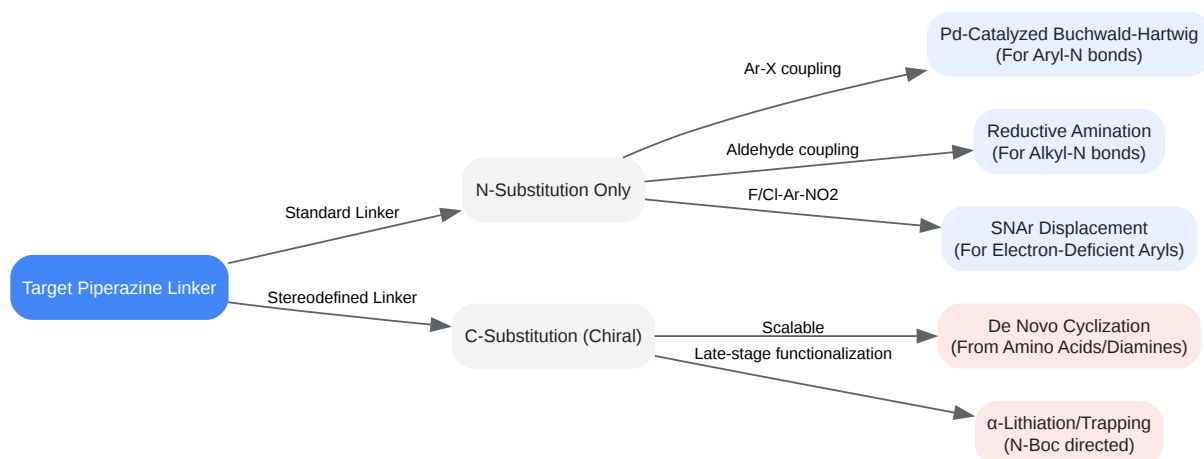 Target Piperazine Linker
Standard Linker
Stereodefined Linker
N-Substitution Only
C-Substitution (Chiral)
Ar-X coupling
Aldehyde coupling
F/Cl-Ar-NO2
Scalable
Late-stage functionalization
Pd-Catalyzed Buchwald-Hartwig
(For Aryl-N bonds)
Reductive Amination
(For Alkyl-N bonds)
SNAr Displacement
(For Electron-Deficient Aryls)
De Novo Cyclization
(From Amino Acids/Diamines)
α-Lithiation/Trapping
(N-Boc directed)